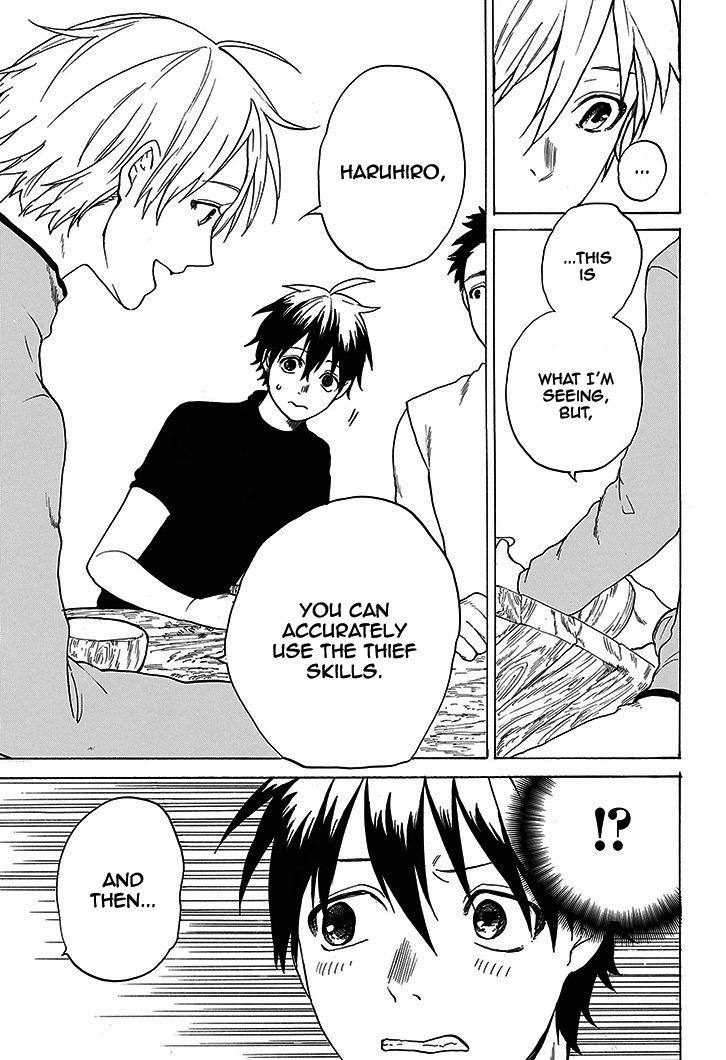 ...
...THIS
IS
WHAT I'M
SEEING,
BUT,
HARUHIRO,
YOU CAN
ACCURATELY
USE THE THIEF
SKILLS.
!?
AND
THEN...